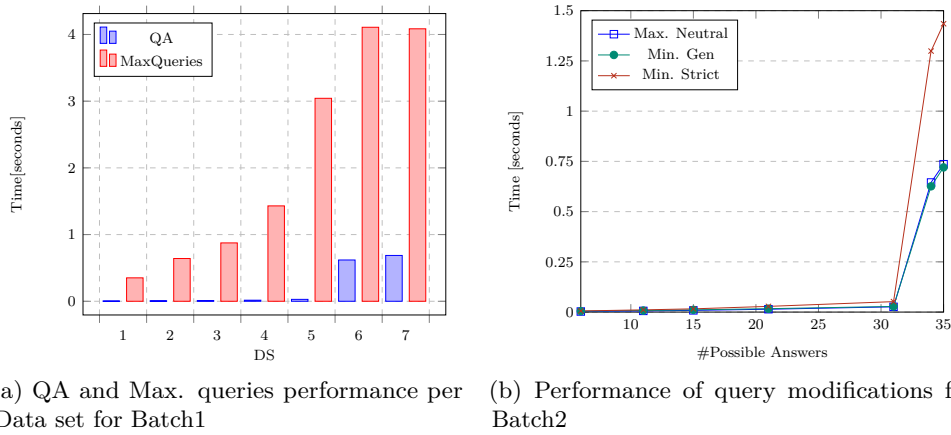 QA
MaxQueries
Time[seconds]
4
3
2
1
0
1 2 3 4 5 6 7
DS
Max. Neutral
Min. Gen
Min. Strict
Time [seconds]
1.5
1.25
1
0.75
0.5
0.25
0
10 15 20 25 30 35
#Possible Answers
a) QA and Max. queries performance per
Data set for Batch1
(b) Performance of query modifications f
Batch2